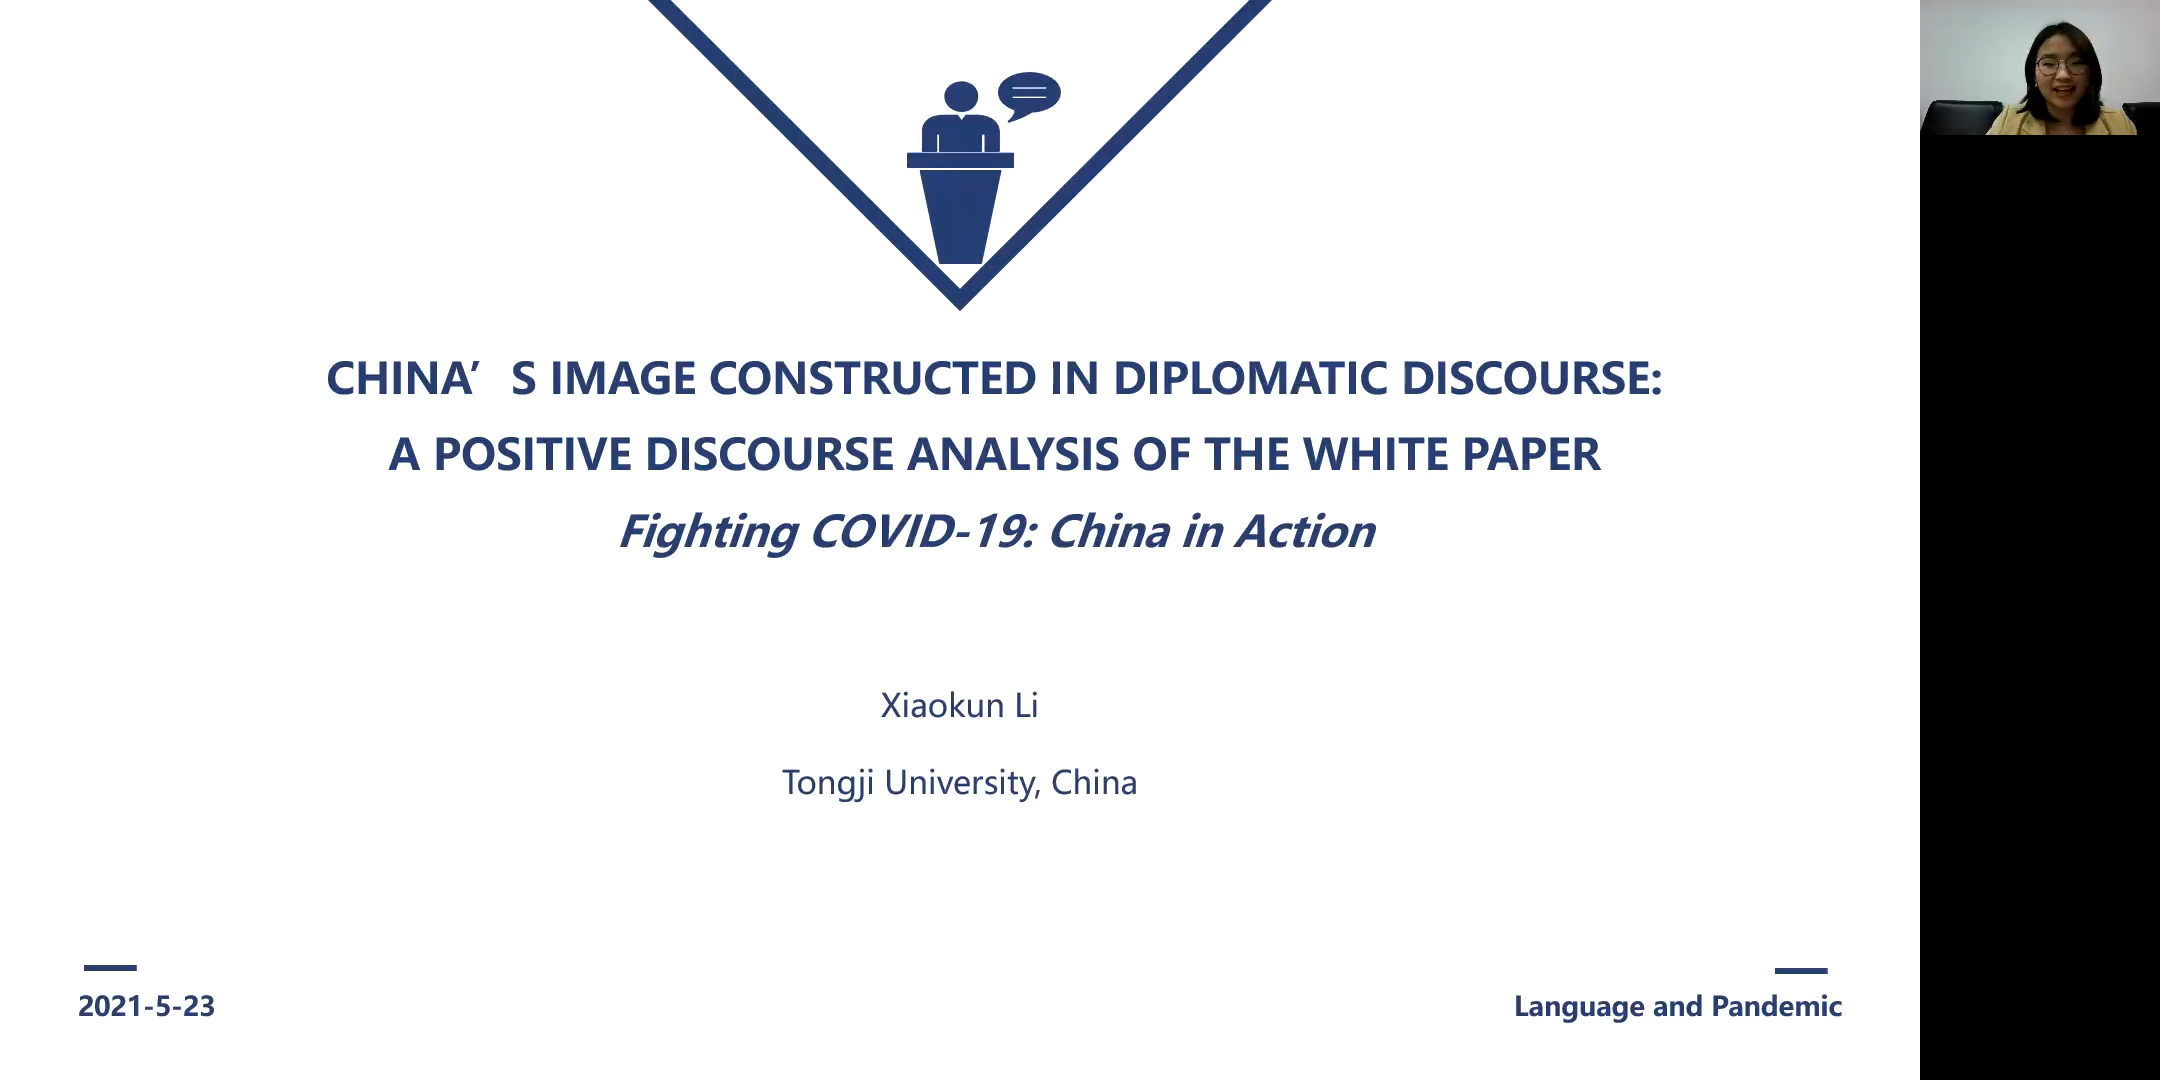 CHINA’ S IMAGE CONSTRUCTED IN DIPLOMATIC DISCOURSE:
A POSITIVE DISCOURSE ANALYSIS OF THE WHITE PAPER
Fighting COVID-19: China in Action
Xiaokun Li
Tongji University, China
2021-5-23
Language and Pandemic